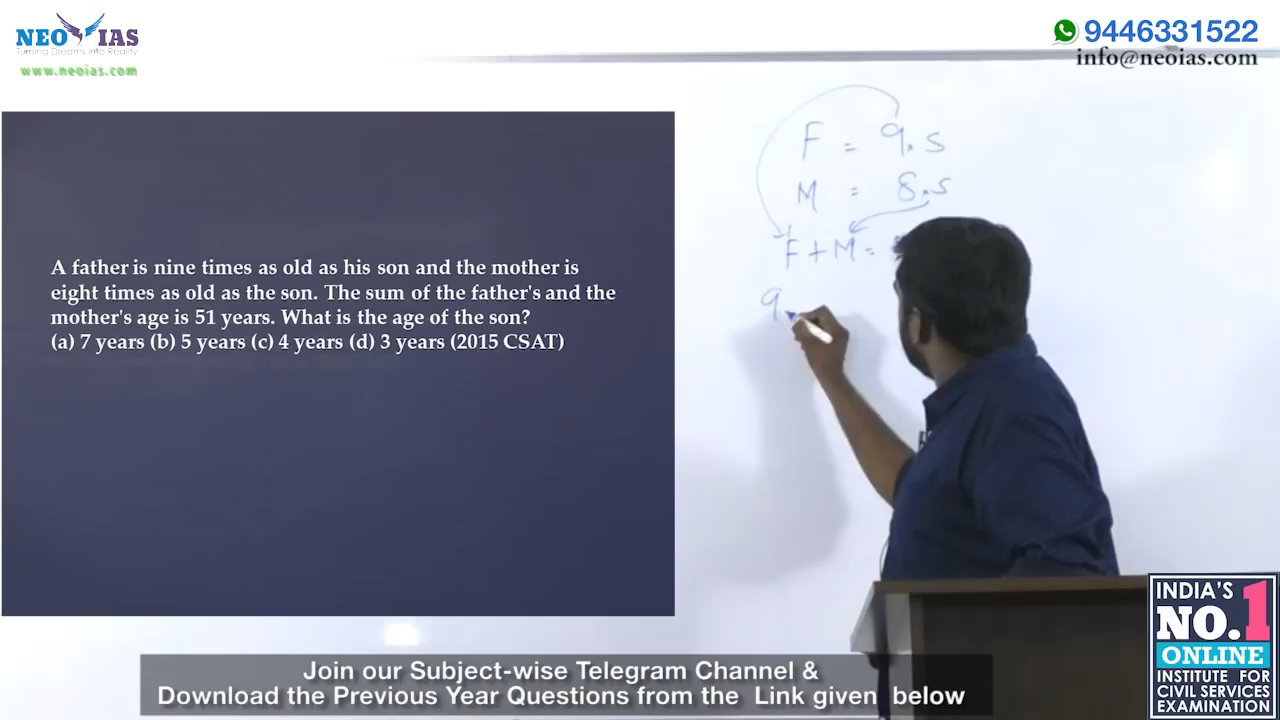 NEO IAS
Turning Dreams into Reality
www.neoias.com
9446331522
info@neoias.com
A father is nine times as old as his son and the mother is
eight times as old as the son. The sum of the father's and the
mother's age is 51 years. What is the age of the son?
(a) 7 years (b) 5 years (c) 4 years (d) 3 years (2015 CSAT)
F = 9.S
M = 8.S
F+M =
9.
Join our Subject-wise Telegram Channel &
Download the Previous Year Questions from the Link given below
INDIA'S
NO.1
ONLINE
INSTITUTE FOR
CIVIL SERVICES
EXAMINATION